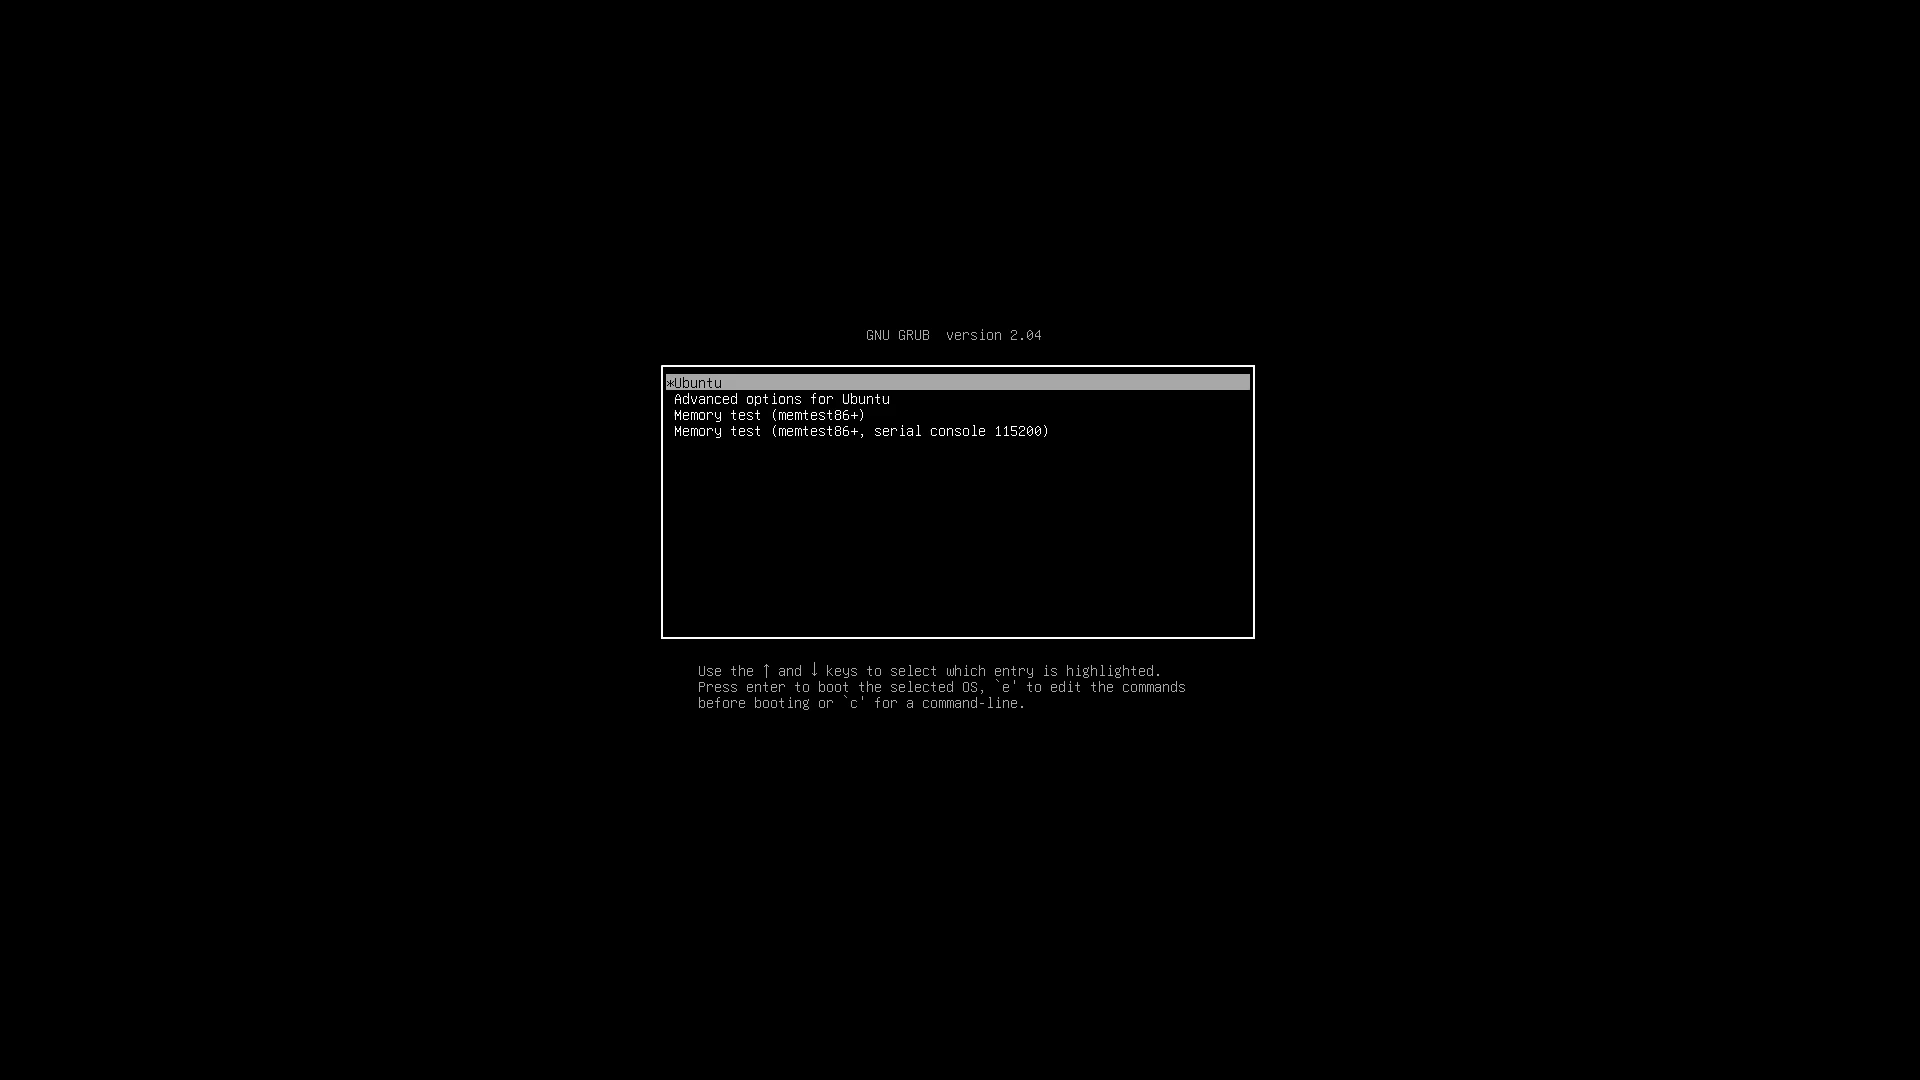 GNU GRUB  version 2.04
*Ubuntu
Advanced options for Ubuntu
Memory test (memtest86+)
Memory test (memtest86+, serial console 115200)
Use the ↑ and ↓ keys to select which entry is highlighted.
Press enter to boot the selected OS, `e' to edit the commands
before booting or `c' for a command-line.